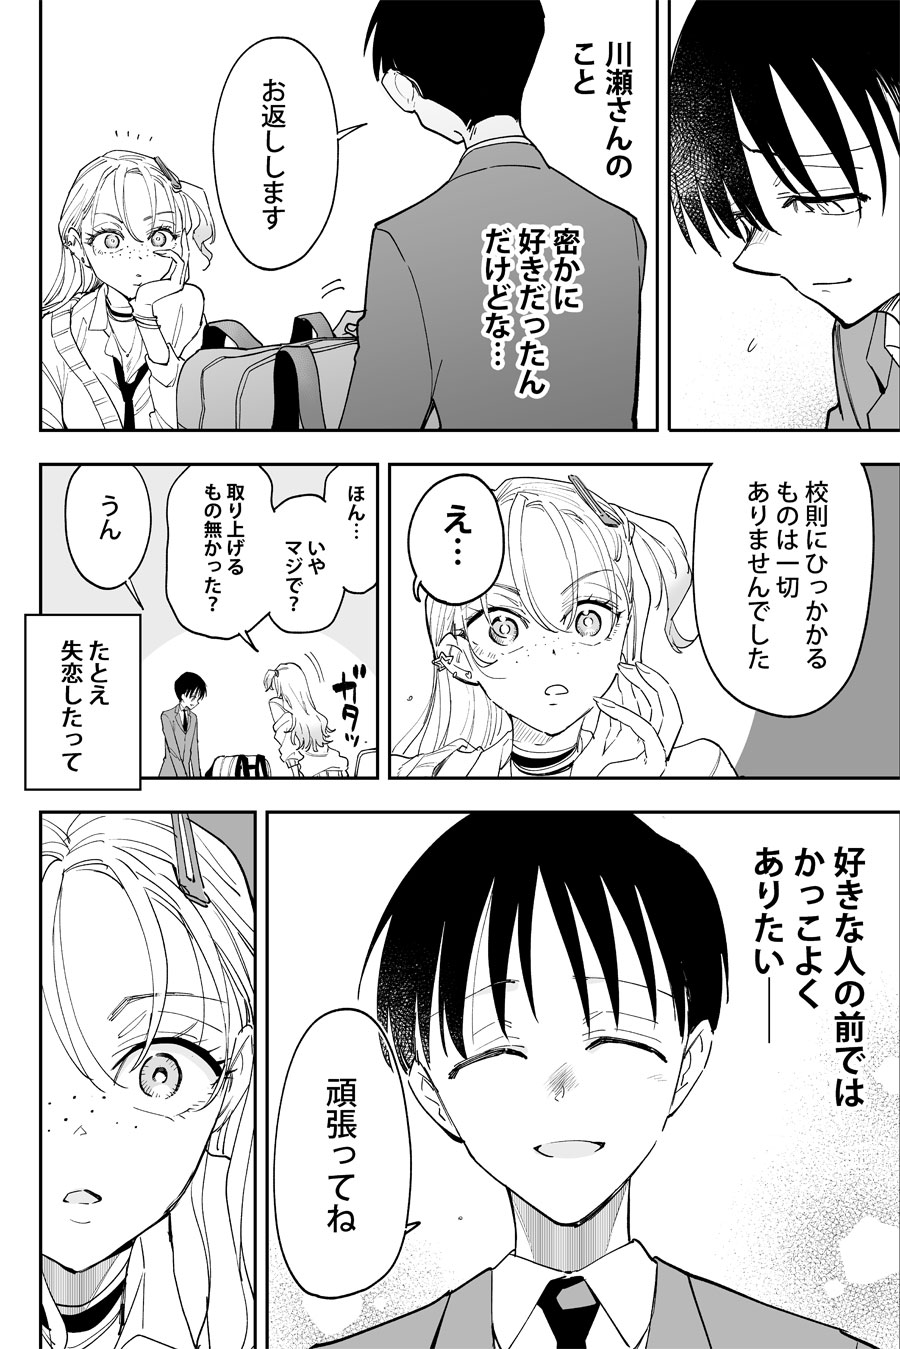 川瀬さんの
こと
密かに
好きだったん
だけどな…
お返しします
校則にひっかかる
ものは一切
ありませんでした
え…
ほん…
いや
マジで？
取り上げる
もの無かった？
ガタッ
うん
たとえ
失恋したって
好きな人の前では
かっこよく
ありたい――
頑張ってね